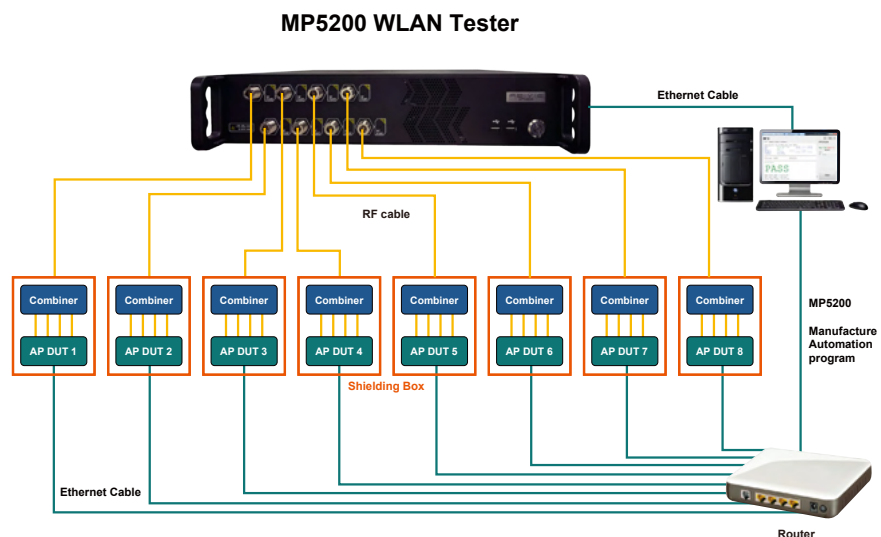 MP5200 WLAN Tester
Ethernet Cable
PASS
RF cable
Combiner
Combiner
Combiner
Combiner
Combiner
Combiner
Combiner
Combiner
AP DUT 1
AP DUT 2
AP DUT 3
AP DUT 4
AP DUT 5
AP DUT 6
AP DUT 7
AP DUT 8
MP5200
Manufacture
Automation
program
Shielding Box
Ethernet Cable
Router